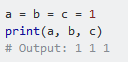 a = b = c = 1
print(a, b, c)
# Output: 1 1 1